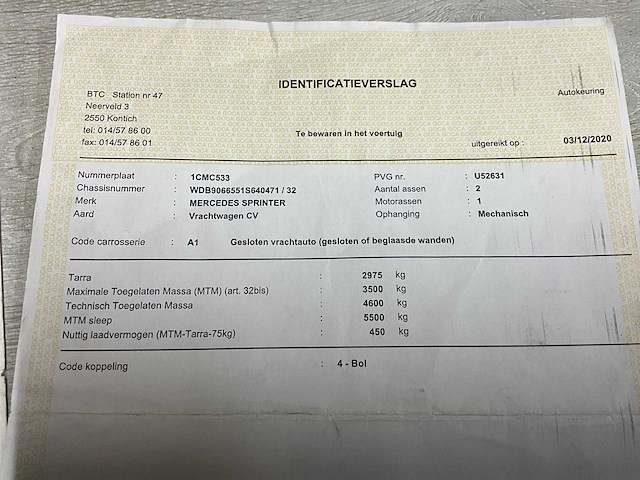 IDENTIFICATIEVERSLAG
BTC Station nr 47
Neerveld 3
2550 Kontich
tel: 014/57 86 00
fax: 014/57 86 01
Autokeuring
Te bewaren in het voertuig
uitgereikt op : 03/12/2020
Nummerplaat : 1CMC533 PVG nr. : U52631
Chassisnummer : WDB9066551S640471 / 32 Aantal assen : 2
Merk : MERCEDES SPRINTER Motorassen : 1
Aard : Vrachtwagen CV Ophanging : Mechanisch
Code carrosserie : A1 Gesloten vrachtauto (gesloten of beglaasde wanden)
Tarra : 2975 kg
Maximale Toegelaten Massa (MTM) (art. 32bis) : 3500 kg
Technisch Toegelaten Massa : 4600 kg
MTM sleep : 5500 kg
Nuttig laadvermogen (MTM-Tarra-75kg) : 450 kg
Code koppeling : 4 - Bol